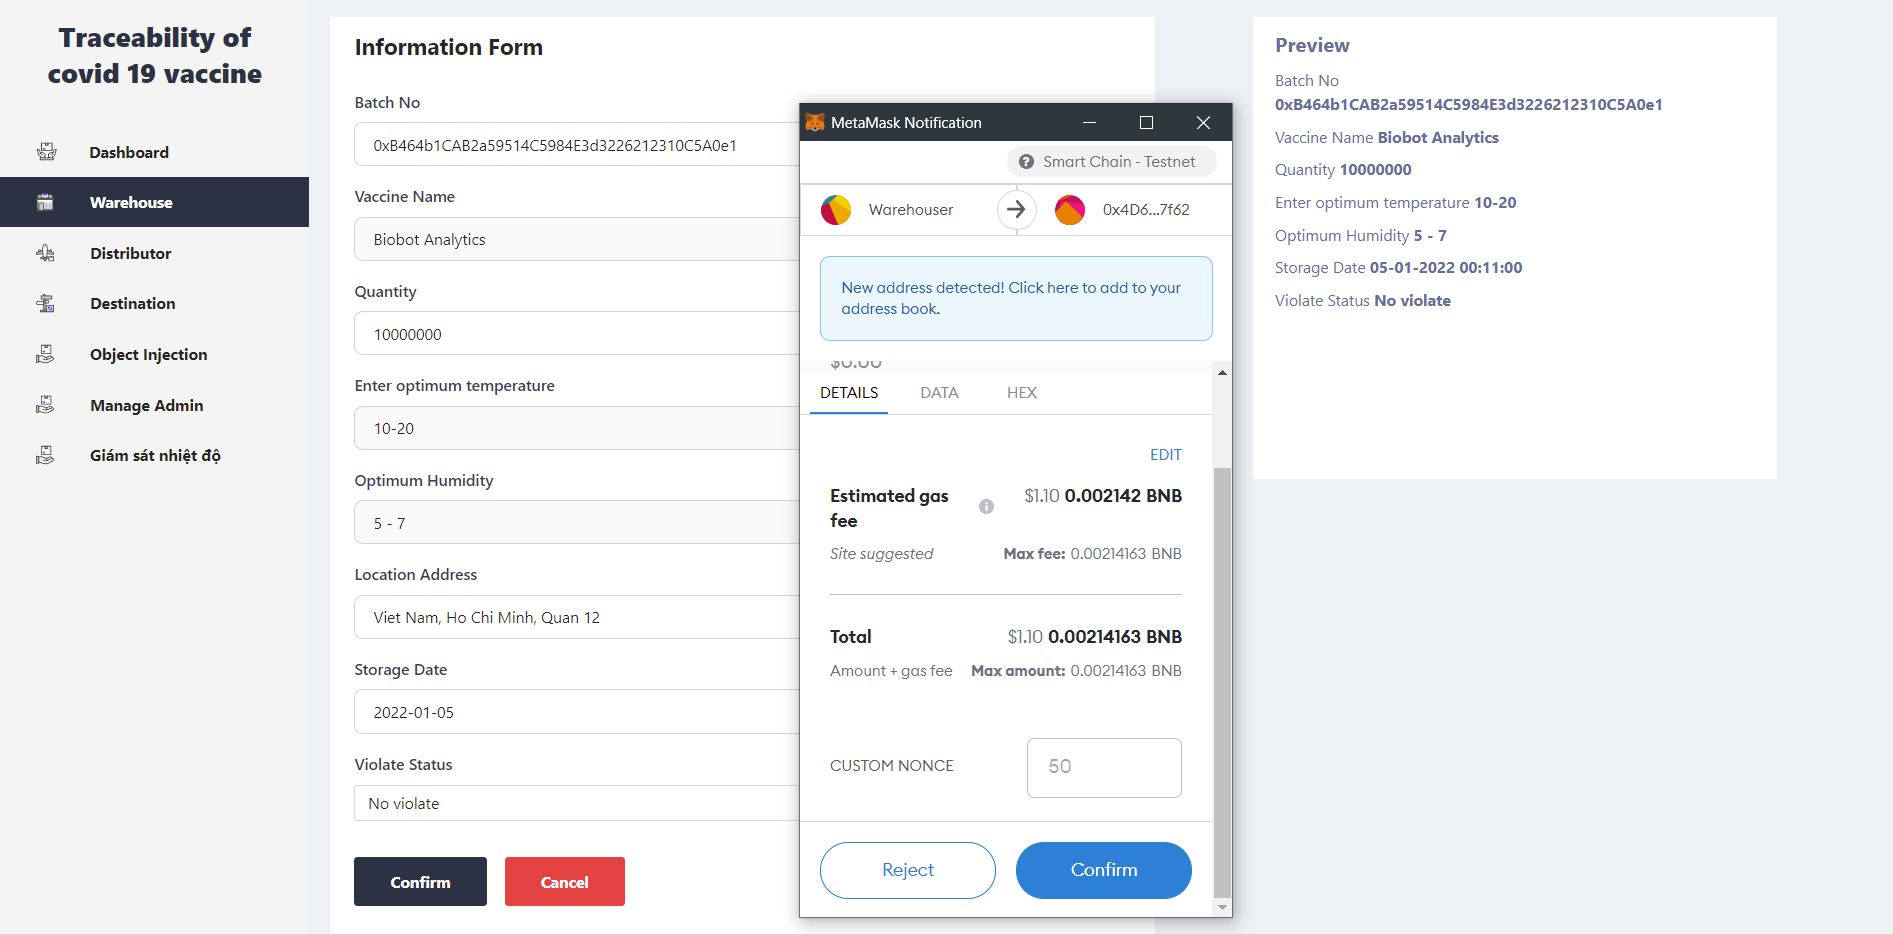 Traceability of
covid 19 vaccine
Dashboard
Warehouse
Distributor
Destination
Object Injection
Manage Admin
Giám sát nhiệt độ
Information Form
Batch No
0xB464b1CAB2a59514C5984E3d3226212310C5A0e1
Vaccine Name
Biobot Analytics
Quantity
10000000
Enter optimum temperature
10-20
Optimum Humidity
5 - 7
Location Address
Viet Nam, Ho Chi Minh, Quan 12
Storage Date
2022-01-05
Violate Status
No violate
Confirm
Cancel
MetaMask Notification
Smart Chain - Testnet
Warehouser
0x4D6...7f62
New address detected! Click here to add to your
address book.
$0.00
DETAILS
DATA
HEX
EDIT
Estimated gas
fee
$1.10 0.002142 BNB
Site suggested
Max fee: 0.00214163 BNB
Total
$1.10 0.00214163 BNB
Amount + gas fee
Max amount: 0.00214163 BNB
CUSTOM NONCE
50
Reject
Confirm
Preview
Batch No
0xB464b1CAB2a59514C5984E3d3226212310C5A0e1
Vaccine Name Biobot Analytics
Quantity 10000000
Enter optimum temperature 10-20
Optimum Humidity 5 - 7
Storage Date 05-01-2022 00:11:00
Violate Status No violate